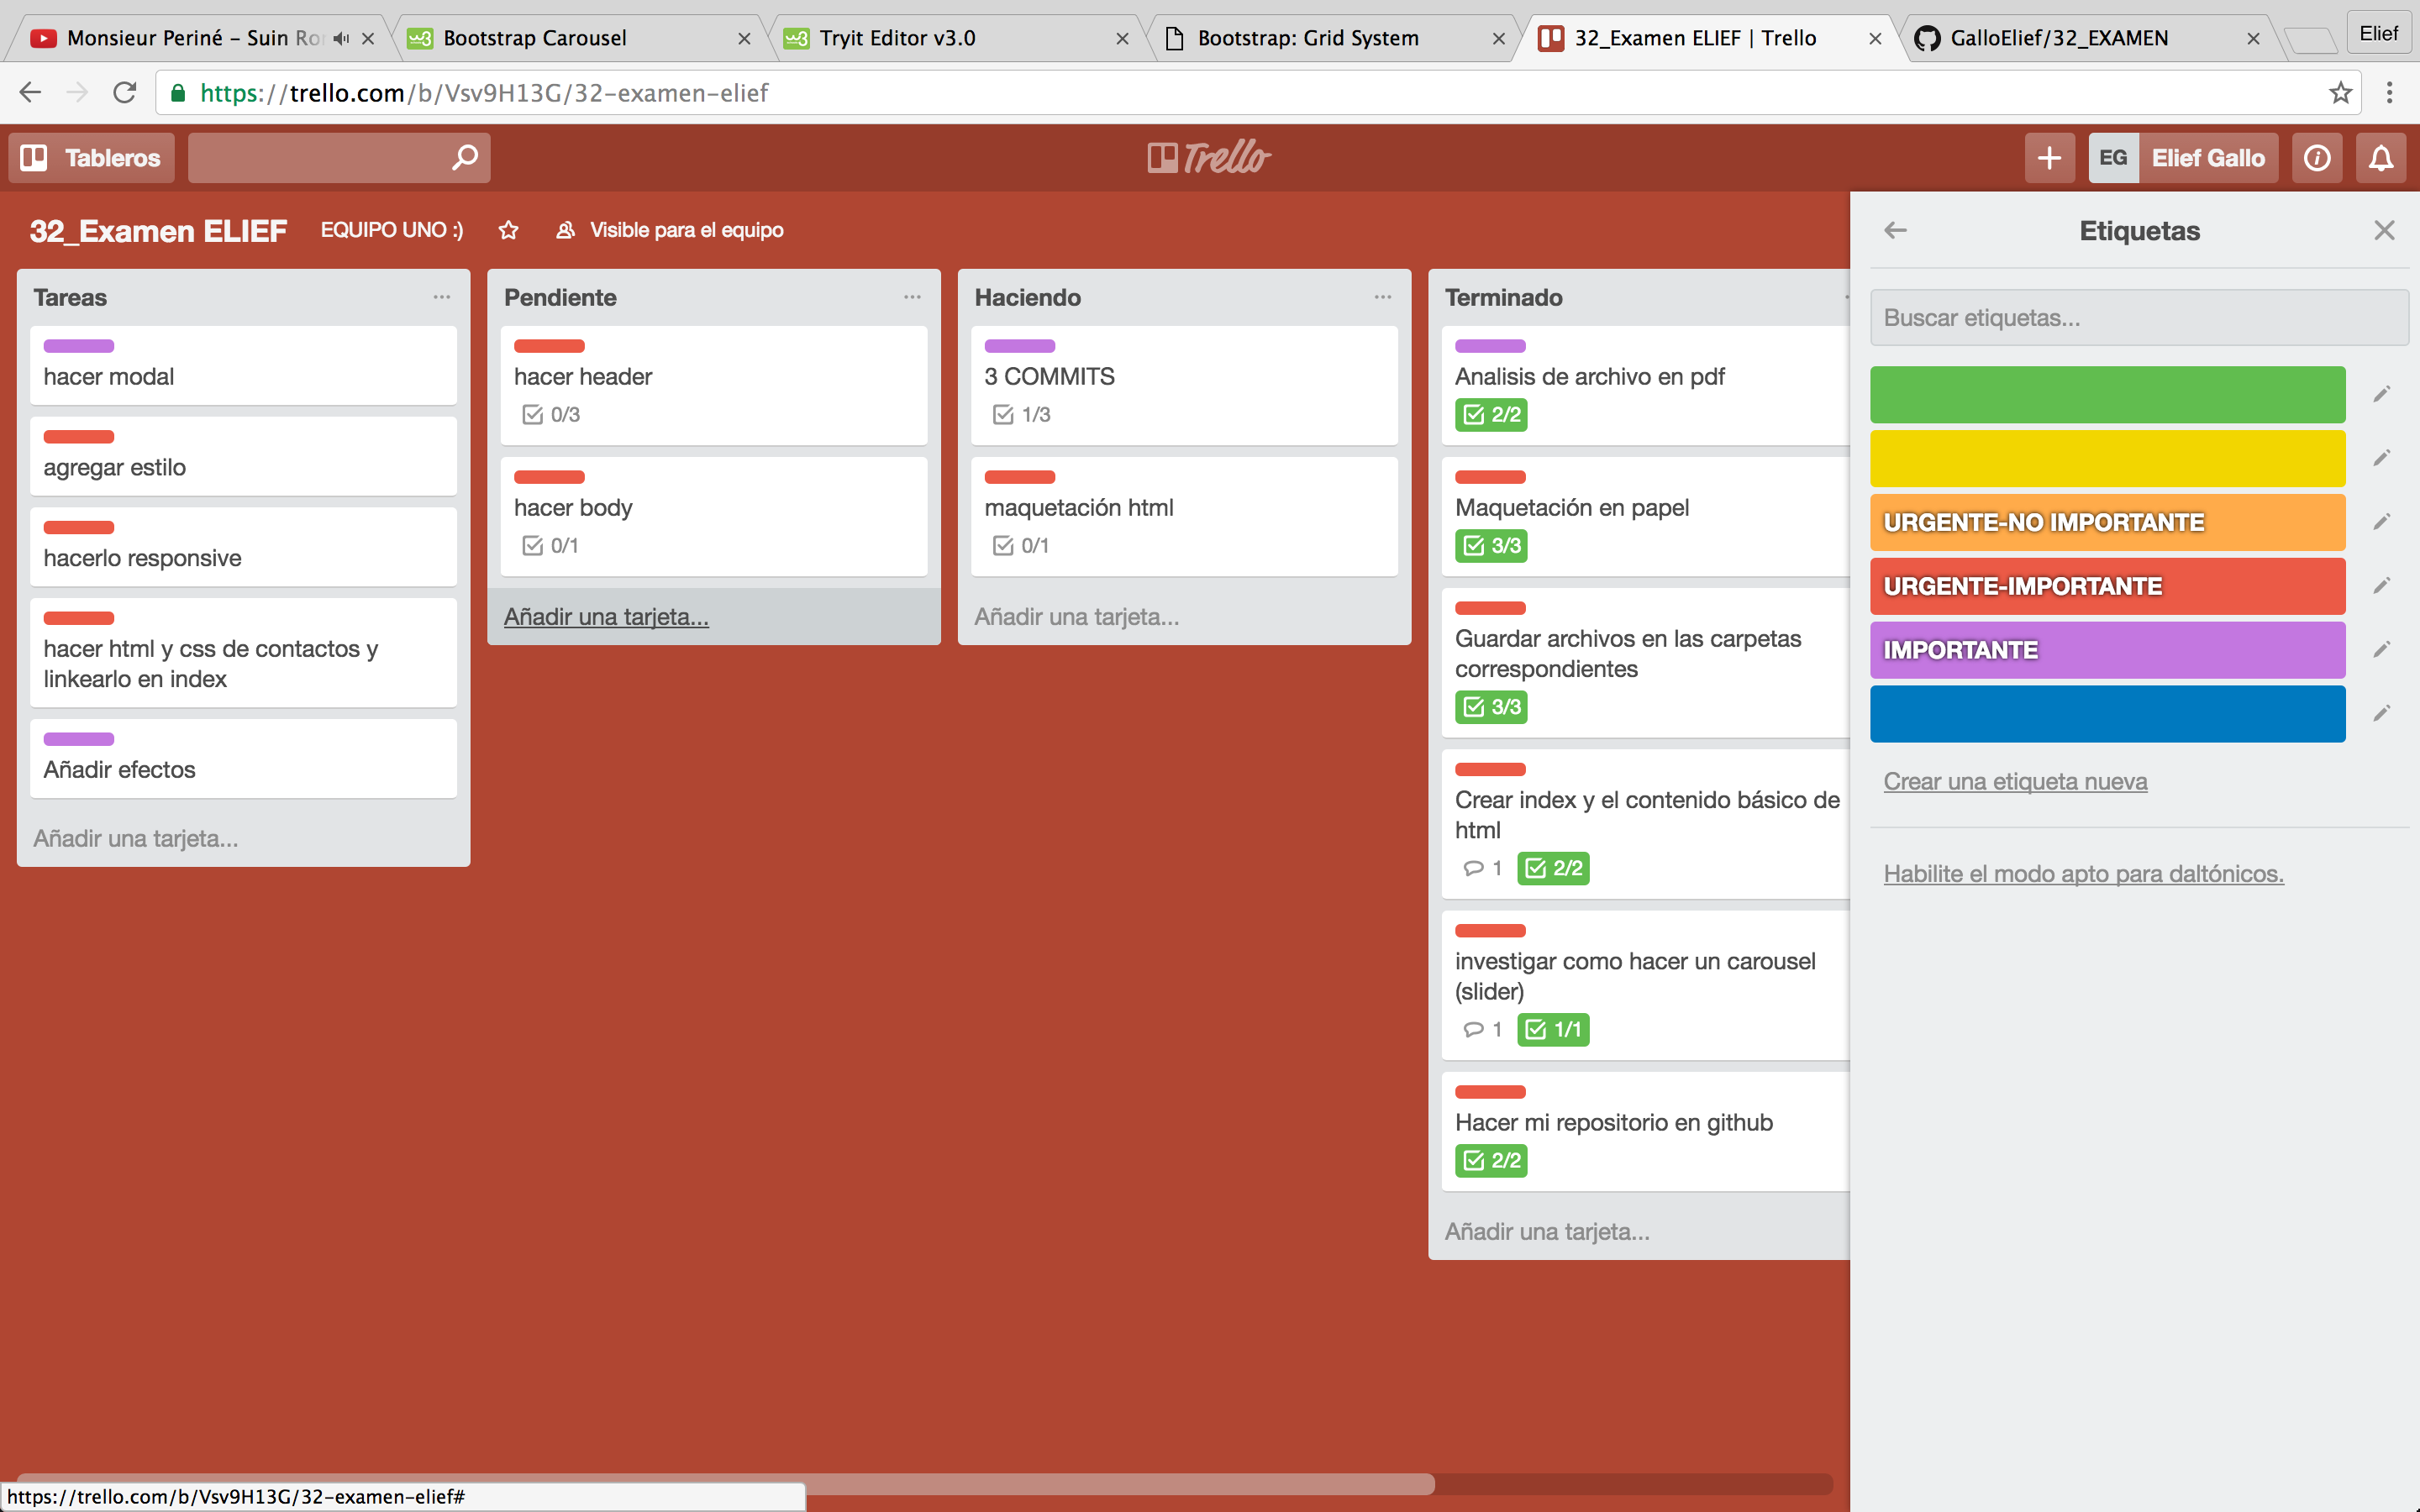 Monsieur Periné – Suin Ro
Bootstrap Carousel
Tryit Editor v3.0
Bootstrap: Grid System
32_Examen ELIEF | Trello
GalloElief/32_EXAMEN
Elief
https://trello.com/b/Vsv9H13G/32-examen-elief
Tableros
Trello
EG Elief Gallo
32_Examen ELIEF
EQUIPO UNO :)
Visible para el equipo
Tareas
hacer modal
agregar estilo
hacerlo responsive
hacer html y css de contactos y
linkearlo en index
Añadir efectos
Añadir una tarjeta...
Pendiente
hacer header
0/3
hacer body
0/1
Añadir una tarjeta...
Haciendo
3 COMMITS
1/3
maquetación html
0/1
Añadir una tarjeta...
Terminado
Analisis de archivo en pdf
2/2
Maquetación en papel
3/3
Guardar archivos en las carpetas
correspondientes
3/3
Crear index y el contenido básico de
html
1 2/2
investigar como hacer un carousel
(slider)
1 1/1
Hacer mi repositorio en github
2/2
Añadir una tarjeta...
Etiquetas
Buscar etiquetas...
URGENTE-NO IMPORTANTE
URGENTE-IMPORTANTE
IMPORTANTE
Crear una etiqueta nueva
Habilite el modo apto para daltónicos.
https://trello.com/b/Vsv9H13G/32-examen-elief#